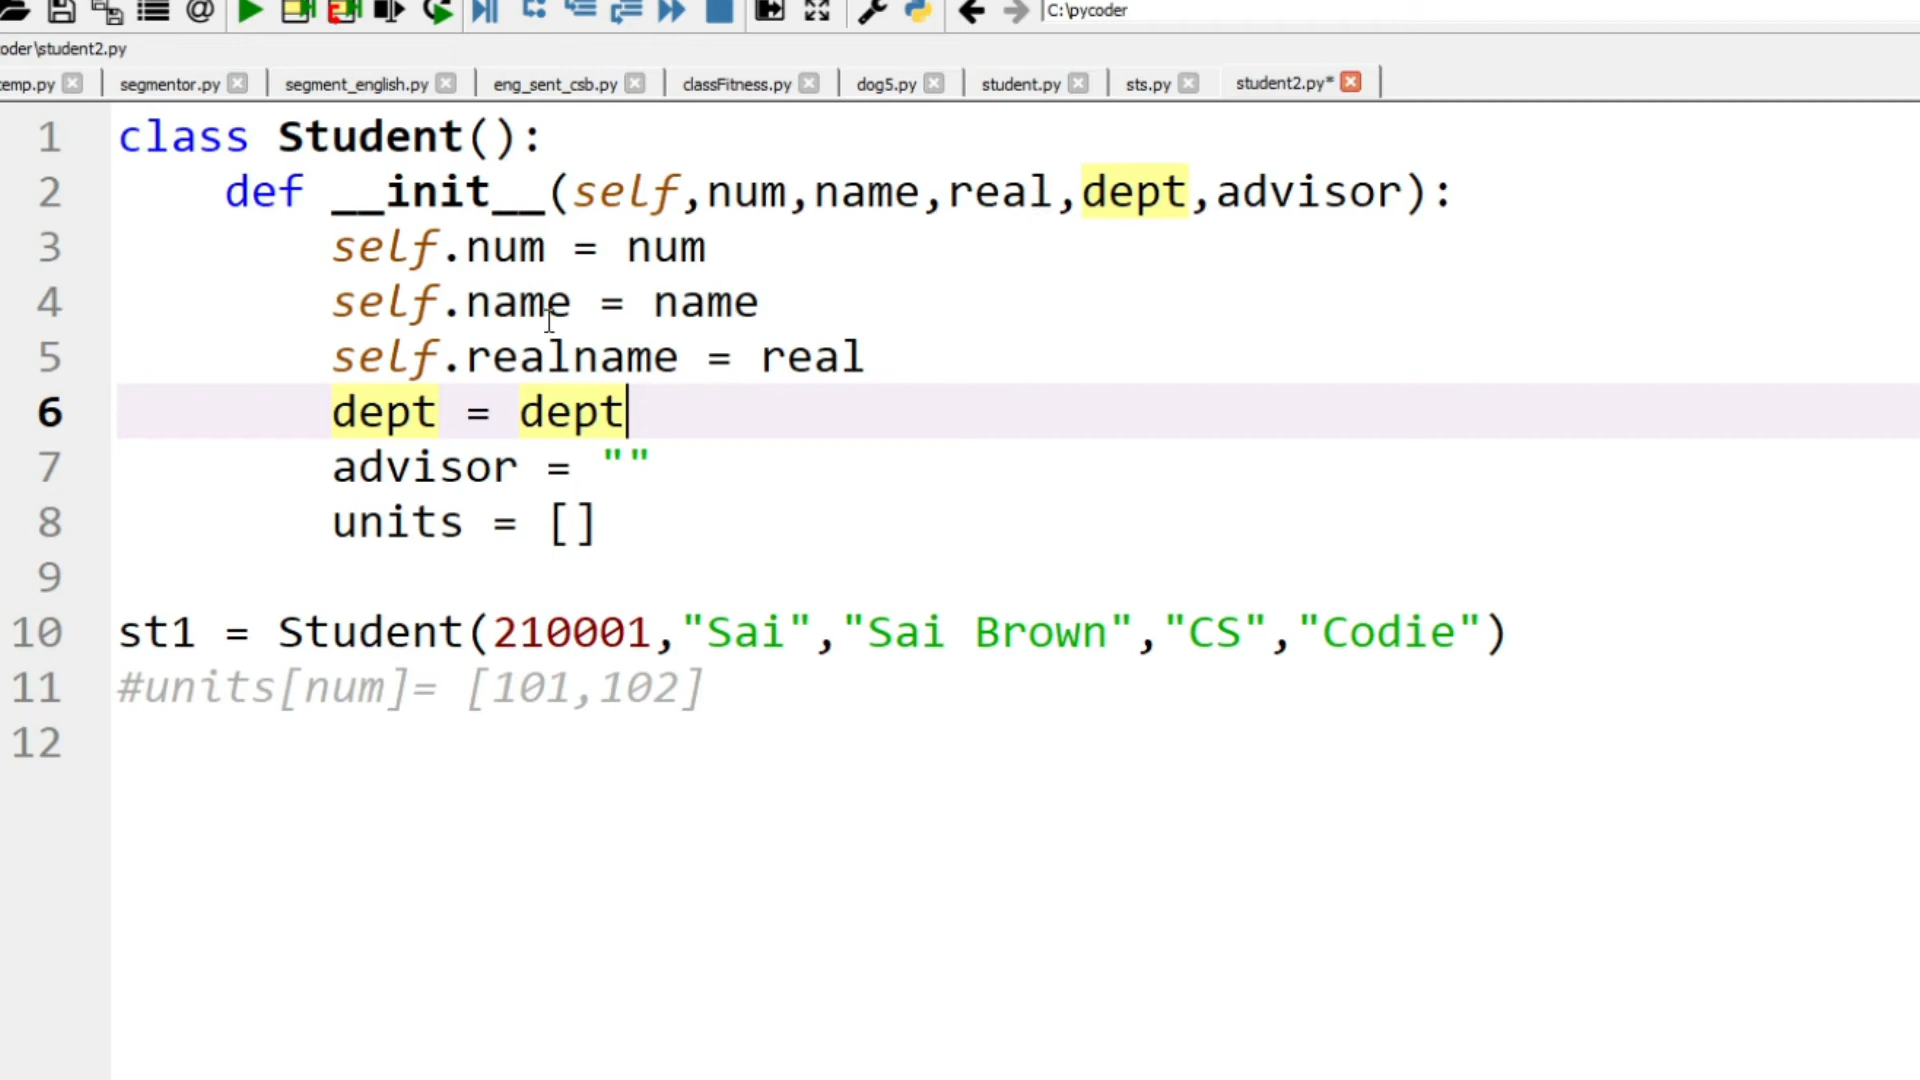 C:\pycoder
oder\student2.py
temp.py segmentor.py segment_english.py eng_sent_csb.py classFitness.py dog5.py student.py sts.py student2.py*
1 class Student():
2 def __init__(self,num,name,real,dept,advisor):
3 self.num = num
4 self.name = name
5 self.realname = real
6 dept = dept
7 advisor = ""
8 units = []
9
10 st1 = Student(210001,"Sai","Sai Brown","CS","Codie")
11 #units[num]= [101,102]
12